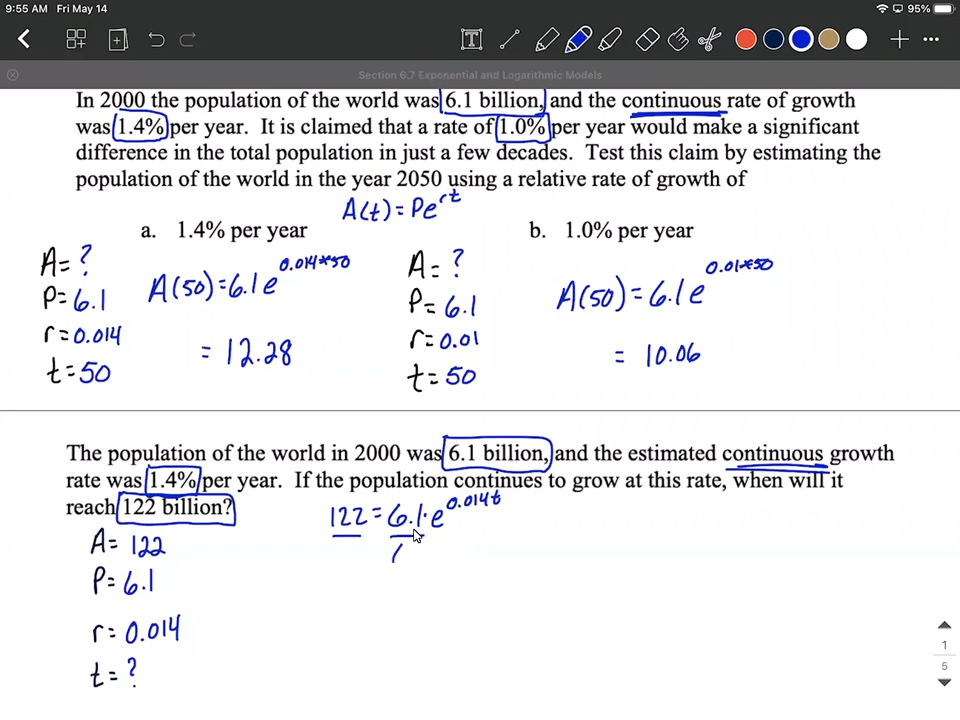 9:55 AM Fri May 14
95%
Section 6.7 Exponential and Logarithmic Models
In 2000 the population of the world was 6.1 billion, and the continuous rate of growth
was 1.4% per year. It is claimed that a rate of 1.0% per year would make a significant
difference in the total population in just a few decades. Test this claim by estimating the
population of the world in the year 2050 using a relative rate of growth of
A(t) = Pe^rt
a. 1.4% per year
A = ?
P = 6.1
r = 0.014
t = 50
A(50) = 6.1e^0.014*50
= 12.28
b. 1.0% per year
A = ?
P = 6.1
r = 0.01
t = 50
A(50) = 6.1e^0.01*50
= 10.06
The population of the world in 2000 was 6.1 billion, and the estimated continuous growth
rate was 1.4% per year. If the population continues to grow at this rate, when will it
reach 122 billion?
122 = 6.1·e^0.014t
A = 122
P = 6.1
r = 0.014
t = ?
1
5